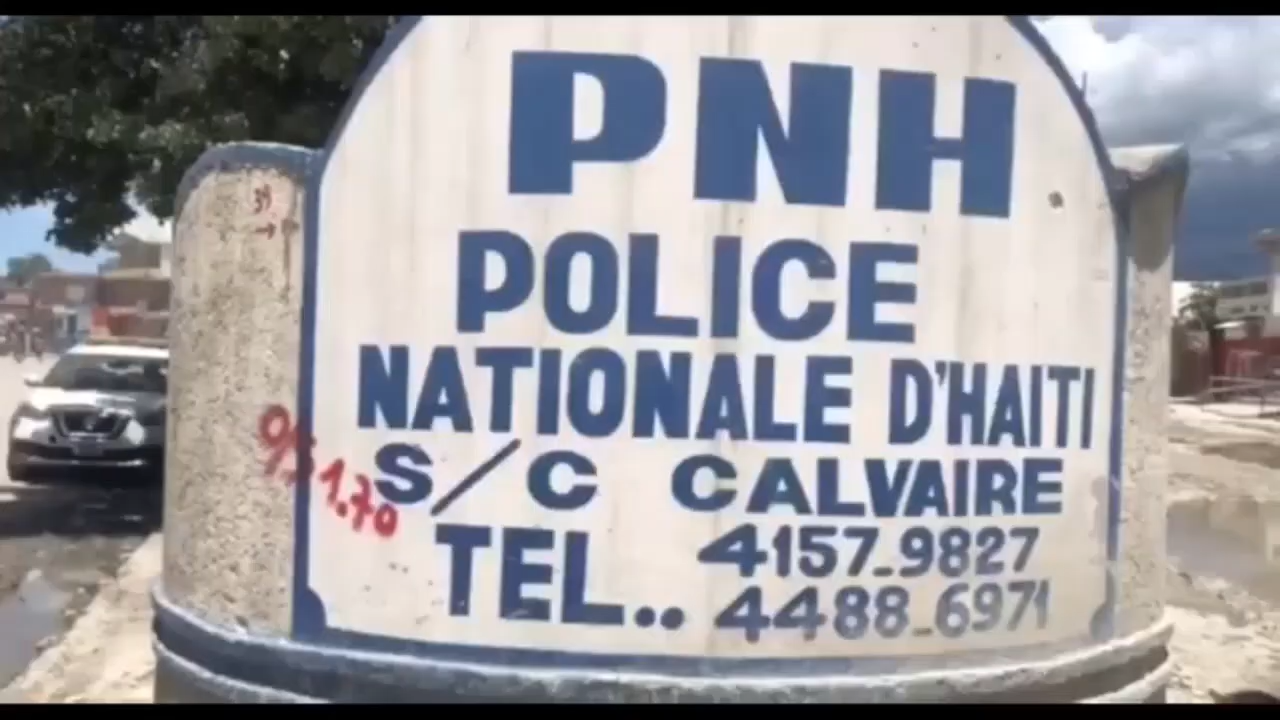 PNH
POLICE
NATIONALE D'HAITI
S/C CALVAIRE
TEL.. 4157-9827
4488-6971